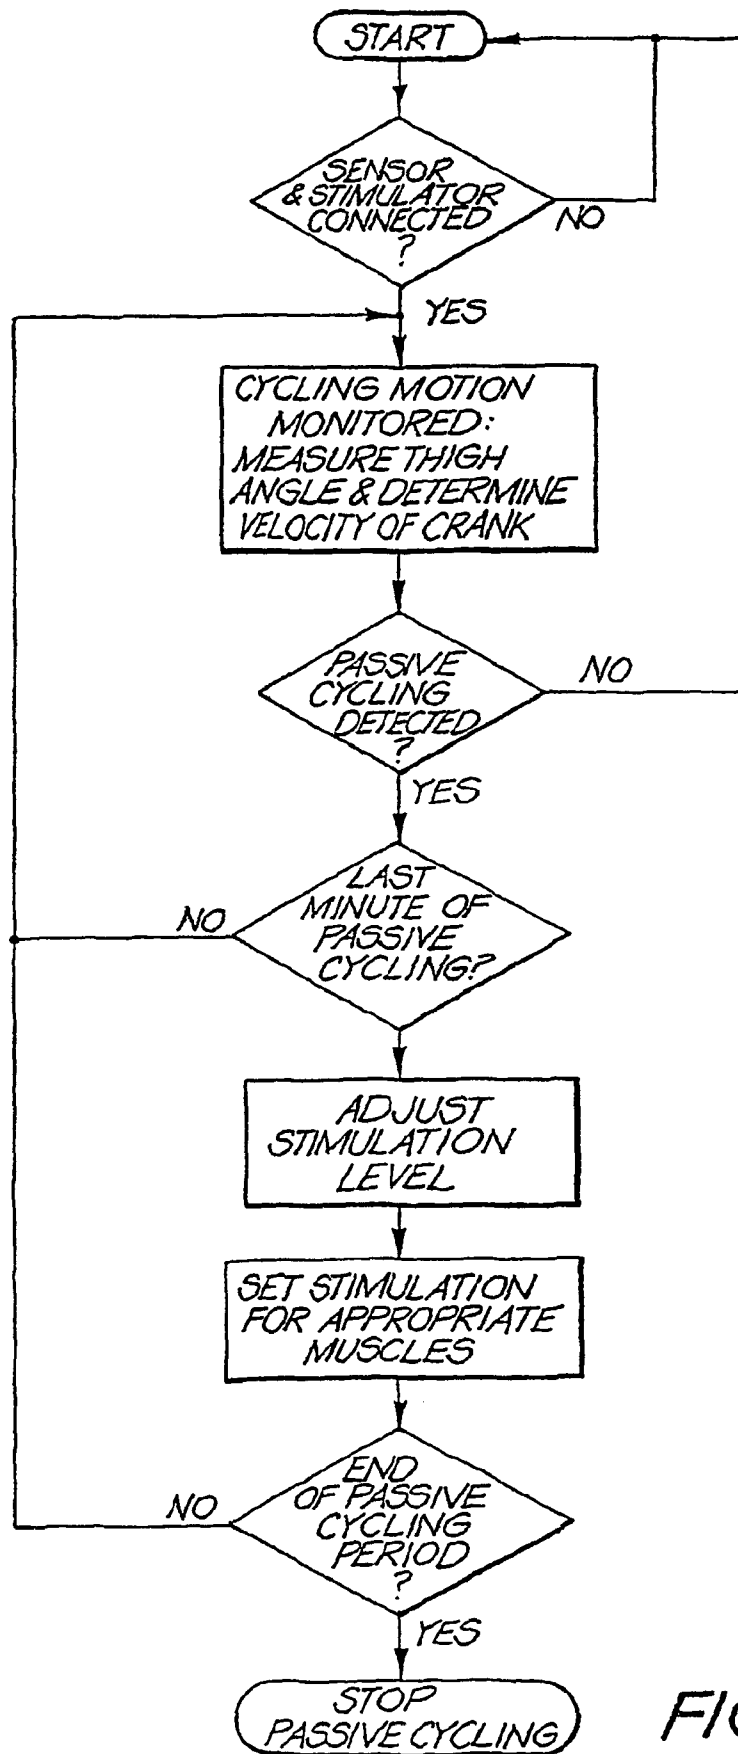 START
SENSOR
& STIMULATOR
CONNECTED
?
NO
YES
CYCLING MOTION
MONITORED:
MEASURE THIGH
ANGLE & DETERMINE
VELOCITY OF CRANK
PASSIVE
CYCLING
DETECTED
?
NO
YES
LAST
MINUTE OF
PASSIVE
CYCLING?
NO
ADJUST
STIMULATION
LEVEL
SET STIMULATION
FOR APPROPRIATE
MUSCLES
END
OF PASSIVE
CYCLING
PERIOD
?
NO
YES
STOP
PASSIVE CYCLING